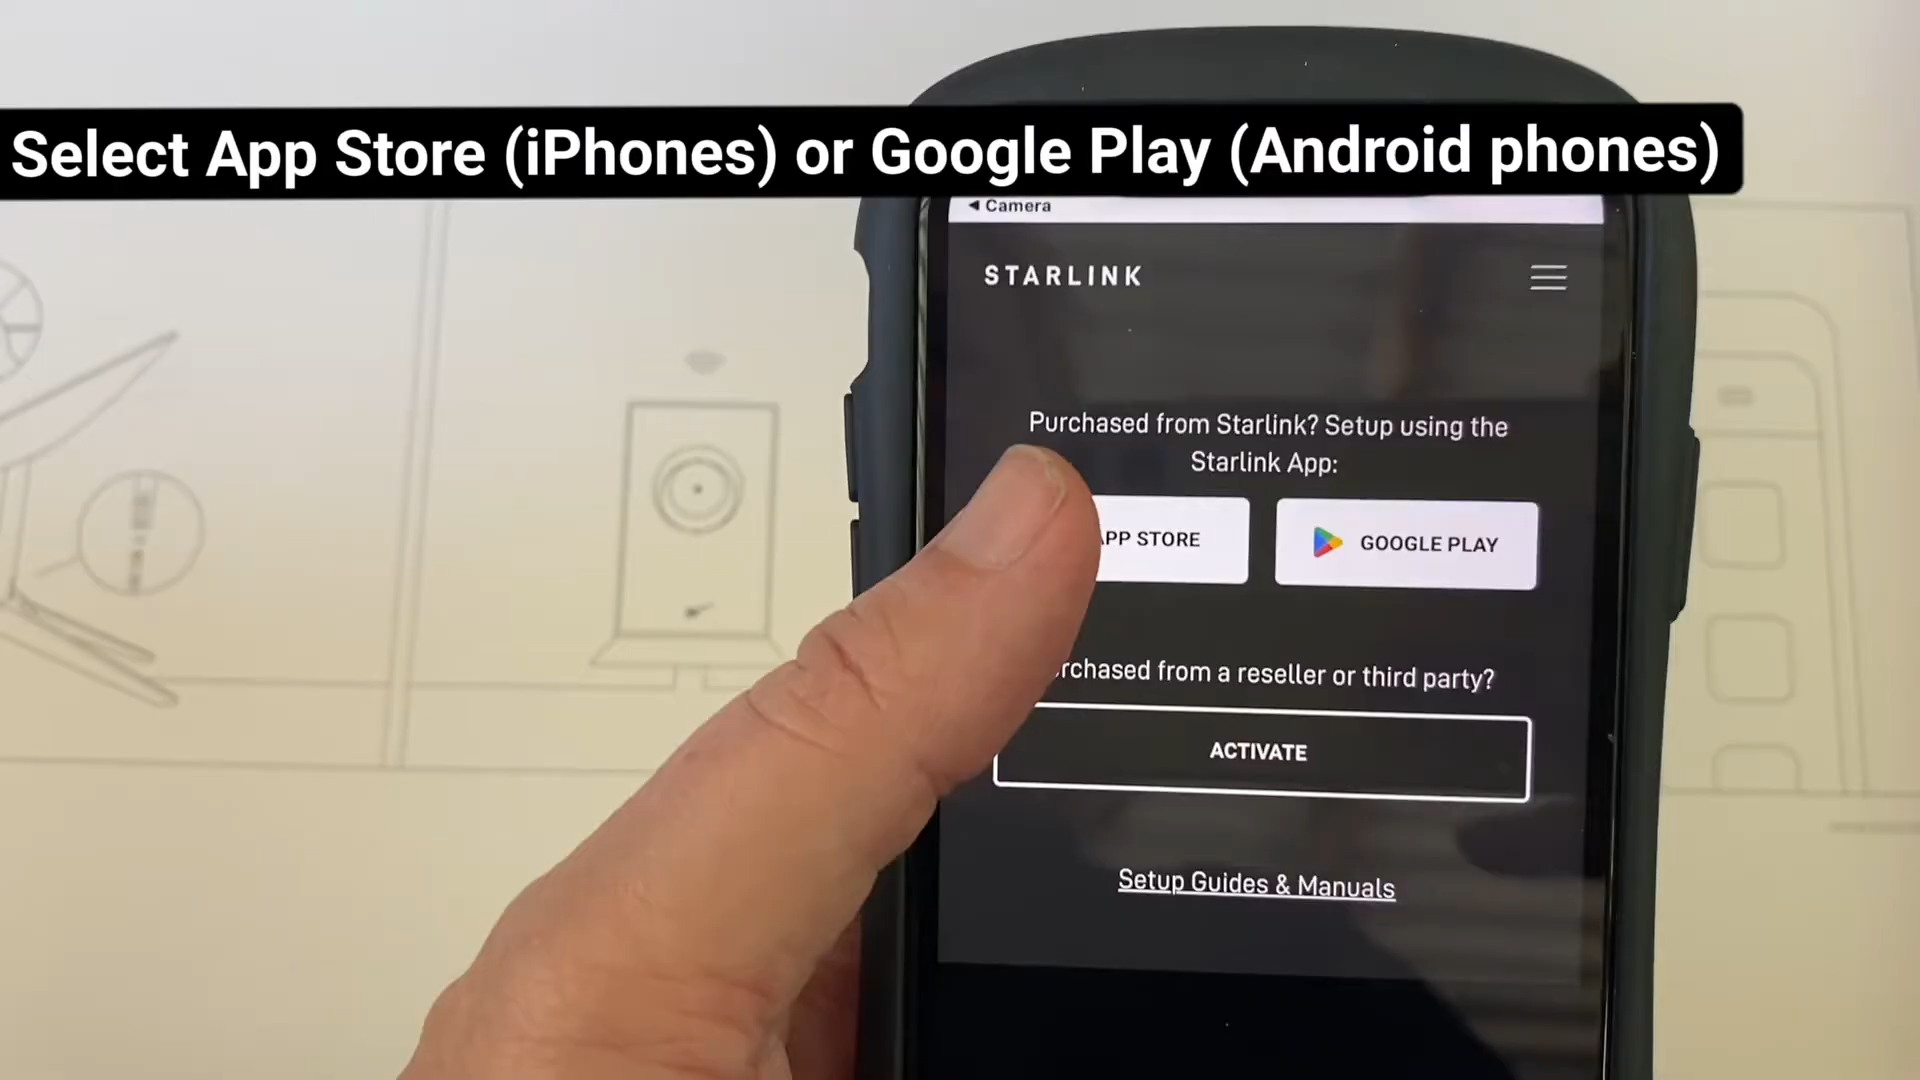 Select App Store (iPhones) or Google Play (Android phones)
◀ Camera
STARLINK
Purchased from Starlink? Setup using the
Starlink App:
PP STORE
GOOGLE PLAY
rchased from a reseller or third party?
ACTIVATE
Setup Guides & Manuals